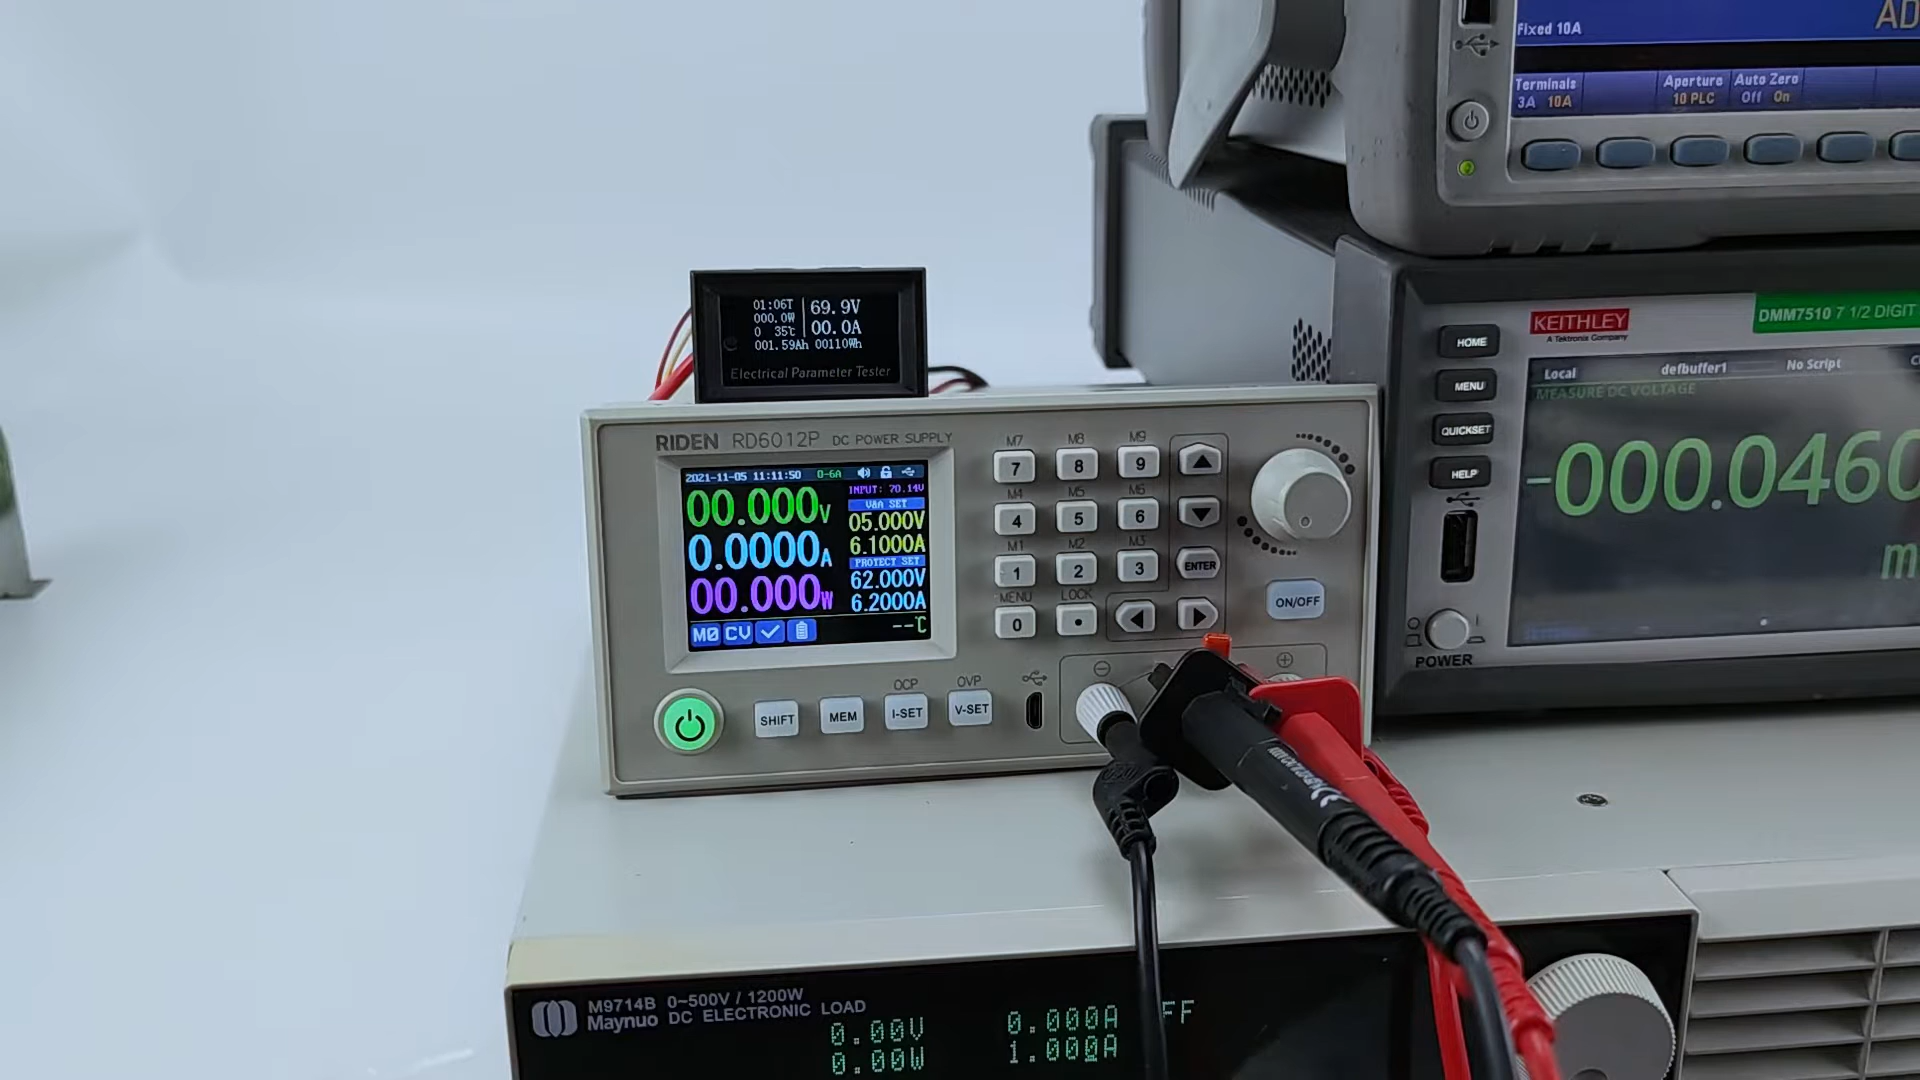 Fixed 10A
AD
Terminals
3A 10A
Aperture
10 PLC
Auto Zero
Off On
KEITHLEY
A Tektronix Company
DMM7510 7 1/2 DIGIT
HOME
MENU
QUICKSET
HELP
POWER
Local
defbuffer1
No Script
MEASURE DC VOLTAGE
-000.0460
m
01:06T
000.0W
0 35℃
69.9V
00.0A
001.59Ah 00110Wh
Electrical Parameter Tester
RIDEN RD6012P DC POWER SUPPLY
2021-11-05 11:11:50 0-6A
INPUT: 70.14V
00.000V
0.0000A
00.000W
V&A SET
05.000V
6.1000A
PROTECT SET
62.000V
6.2000A
M0 CV
--℃
M7 M8 M9
7 8 9
M4 M5 M6
4 5 6
M1 M2 M3
1 2 3 ENTER
MENU LOCK
0 •
ON/OFF
OCP OVP
SHIFT MEM I-SET V-SET
mastech
M9714B 0~500V / 1200W
Maynuo DC ELECTRONIC LOAD
0.00V 0.000A FF
0.00W 1.000A